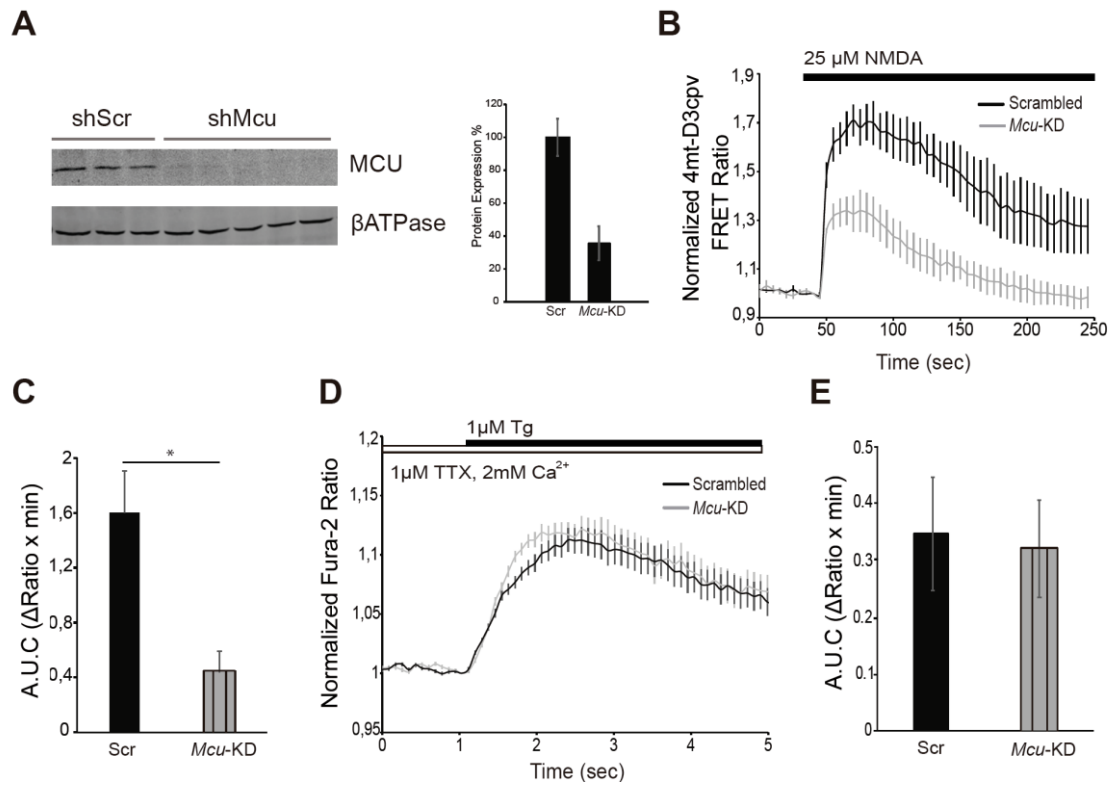 A
shScr shMcu
MCU
βATPase
Protein Expression %
120
100
80
60
40
20
0
Scr Mcu-KD
B
25 µM NMDA
Normalized 4mt-D3cpv
FRET Ratio
1,9
1,7
1,5
1,3
1,1
0,9
Scrambled
Mcu-KD
0 50 100 150 200 250
Time (sec)
C
A.U.C (ΔRatio x min)
2
1,6
1,2
0,8
0.4
0
*
Scr Mcu-KD
D
1µM Tg
1µM TTX, 2mM Ca²⁺
Normalized Fura-2 Ratio
1,2
1,15
1,1
1,05
1
0,95
Scrambled
Mcu-KD
0 1 2 3 4 5
Time (sec)
E
A.U.C (ΔRatio x min)
0.5
0.4
0.3
0.2
0.1
0
Scr Mcu-KD